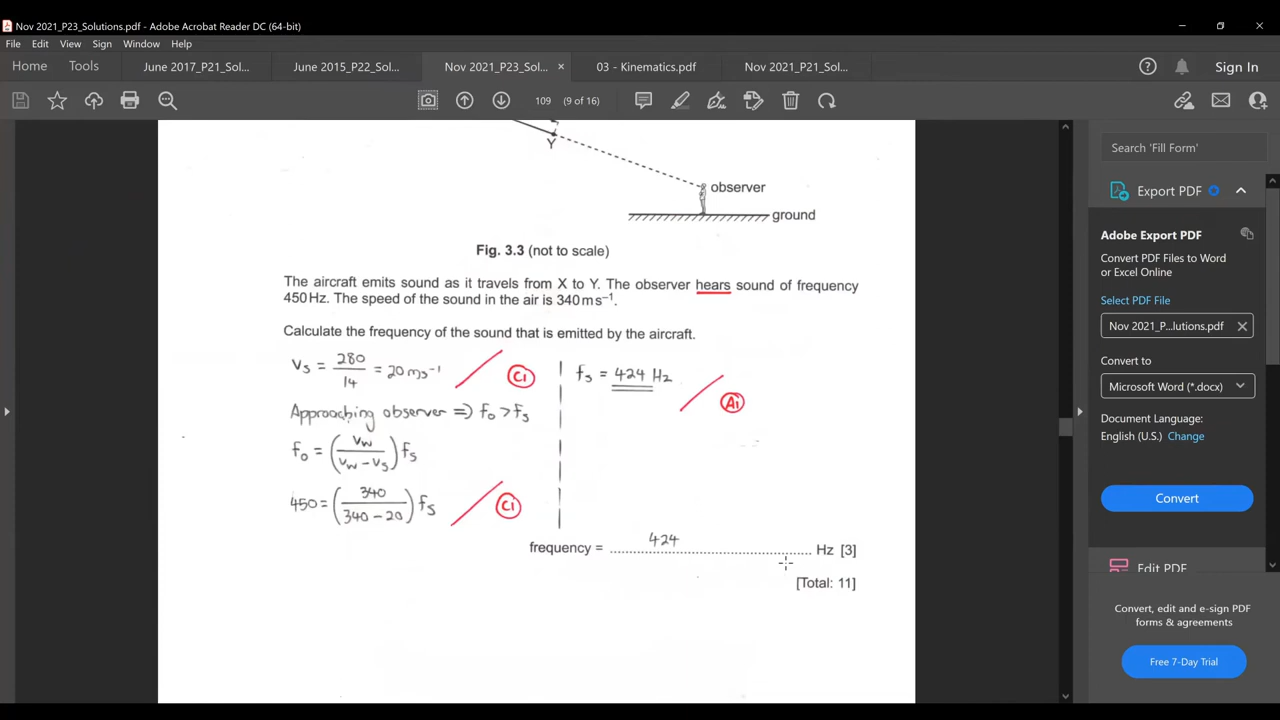 Nov 2021_P23_Solutions.pdf - Adobe Acrobat Reader DC (64-bit)
File Edit View Sign Window Help
Home Tools June 2017_P21_Sol... June 2015_P22_Sol... Nov 2021_P23_Sol... × 03 - Kinematics.pdf Nov 2021_P21_Sol... Sign In
109 (9 of 16)
Y
observer
ground
Fig. 3.3 (not to scale)
The aircraft emits sound as it travels from X to Y. The observer hears sound of frequency
450 Hz. The speed of the sound in the air is 340 m s⁻¹.
Calculate the frequency of the sound that is emitted by the aircraft.
Vs = 280/14 = 20 ms⁻¹ C1
Approaching observer => fo > fs
fo = (Vw / (Vw - Vs)) fs
450 = (340 / (340 - 20)) fs C1
fs = 424 Hz
A1
frequency = 424 Hz [3]
[Total: 11]
Search 'Fill Form'
Export PDF
Adobe Export PDF
Convert PDF Files to Word
or Excel Online
Select PDF File
Nov 2021_P...lutions.pdf
Convert to
Microsoft Word (*.docx)
Document Language:
English (U.S.) Change
Convert
Edit PDF
Convert, edit and e-sign PDF
forms & agreements
Free 7-Day Trial